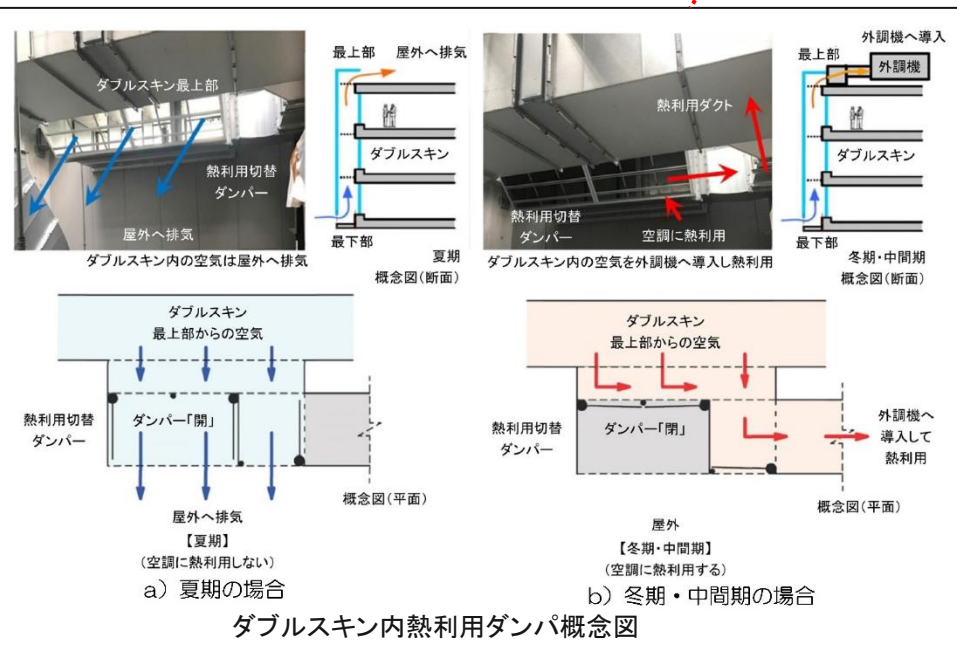 ダブルスキン最上部
熱利用切替
ダンパー
屋外へ排気
ダブルスキン内の空気は屋外へ排気
最上部
屋外へ排気
ダブルスキン
最下部
夏期
概念図(断面)
熱利用ダクト
熱利用切替
ダンパー
空調に熱利用
ダブルスキン内の空気を外調機へ導入し熱利用
外調機へ導入
最上部
外調機
ダブルスキン
最下部
冬期・中間期
概念図(断面)
ダブルスキン
最上部からの空気
熱利用切替
ダンパー
ダンパー「開」
概念図(平面)
屋外へ排気
【夏期】
(空調に熱利用しない)
a)夏期の場合
ダブルスキン
最上部からの空気
熱利用切替
ダンパー
ダンパー「閉」
外調機へ
導入して
熱利用
概念図(平面)
屋外
【冬期・中間期】
(空調に熱利用する)
b)冬期・中間期の場合
ダブルスキン内熱利用ダンパ概念図